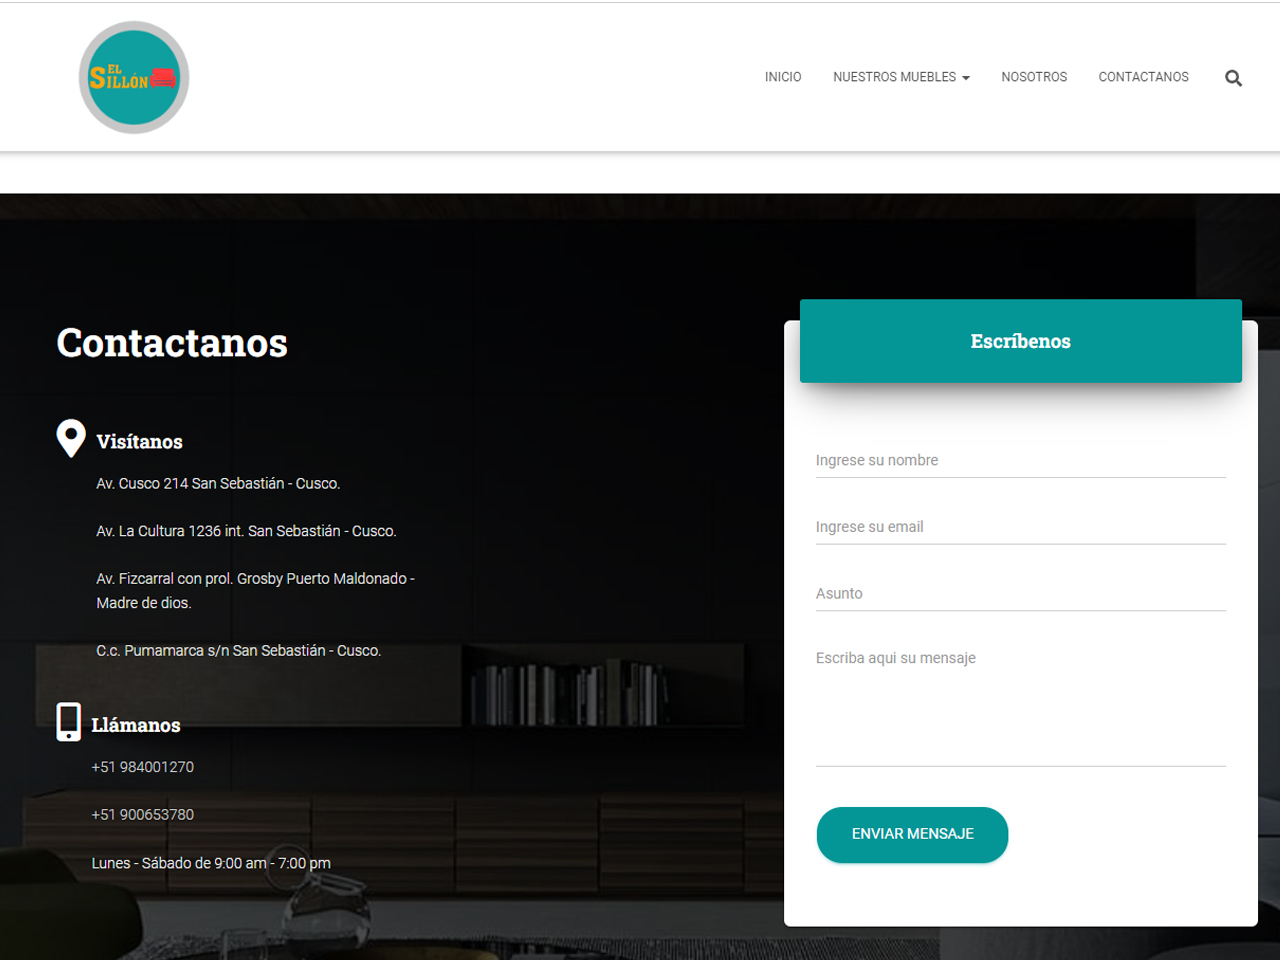 EL
SILLÓN
INICIO
NUESTROS MUEBLES
NOSOTROS
CONTACTANOS
Contactanos
Visítanos
Av. Cusco 214 San Sebastián - Cusco.
Av. La Cultura 1236 int. San Sebastián - Cusco.
Av. Fizcarral con prol. Grosby Puerto Maldonado -
Madre de dios.
C.c. Pumamarca s/n San Sebastián - Cusco.
Llámanos
+51 984001270
+51 900653780
Lunes - Sábado de 9:00 am - 7:00 pm
Escríbenos
Ingrese su nombre
Ingrese su email
Asunto
Escriba aqui su mensaje
ENVIAR MENSAJE